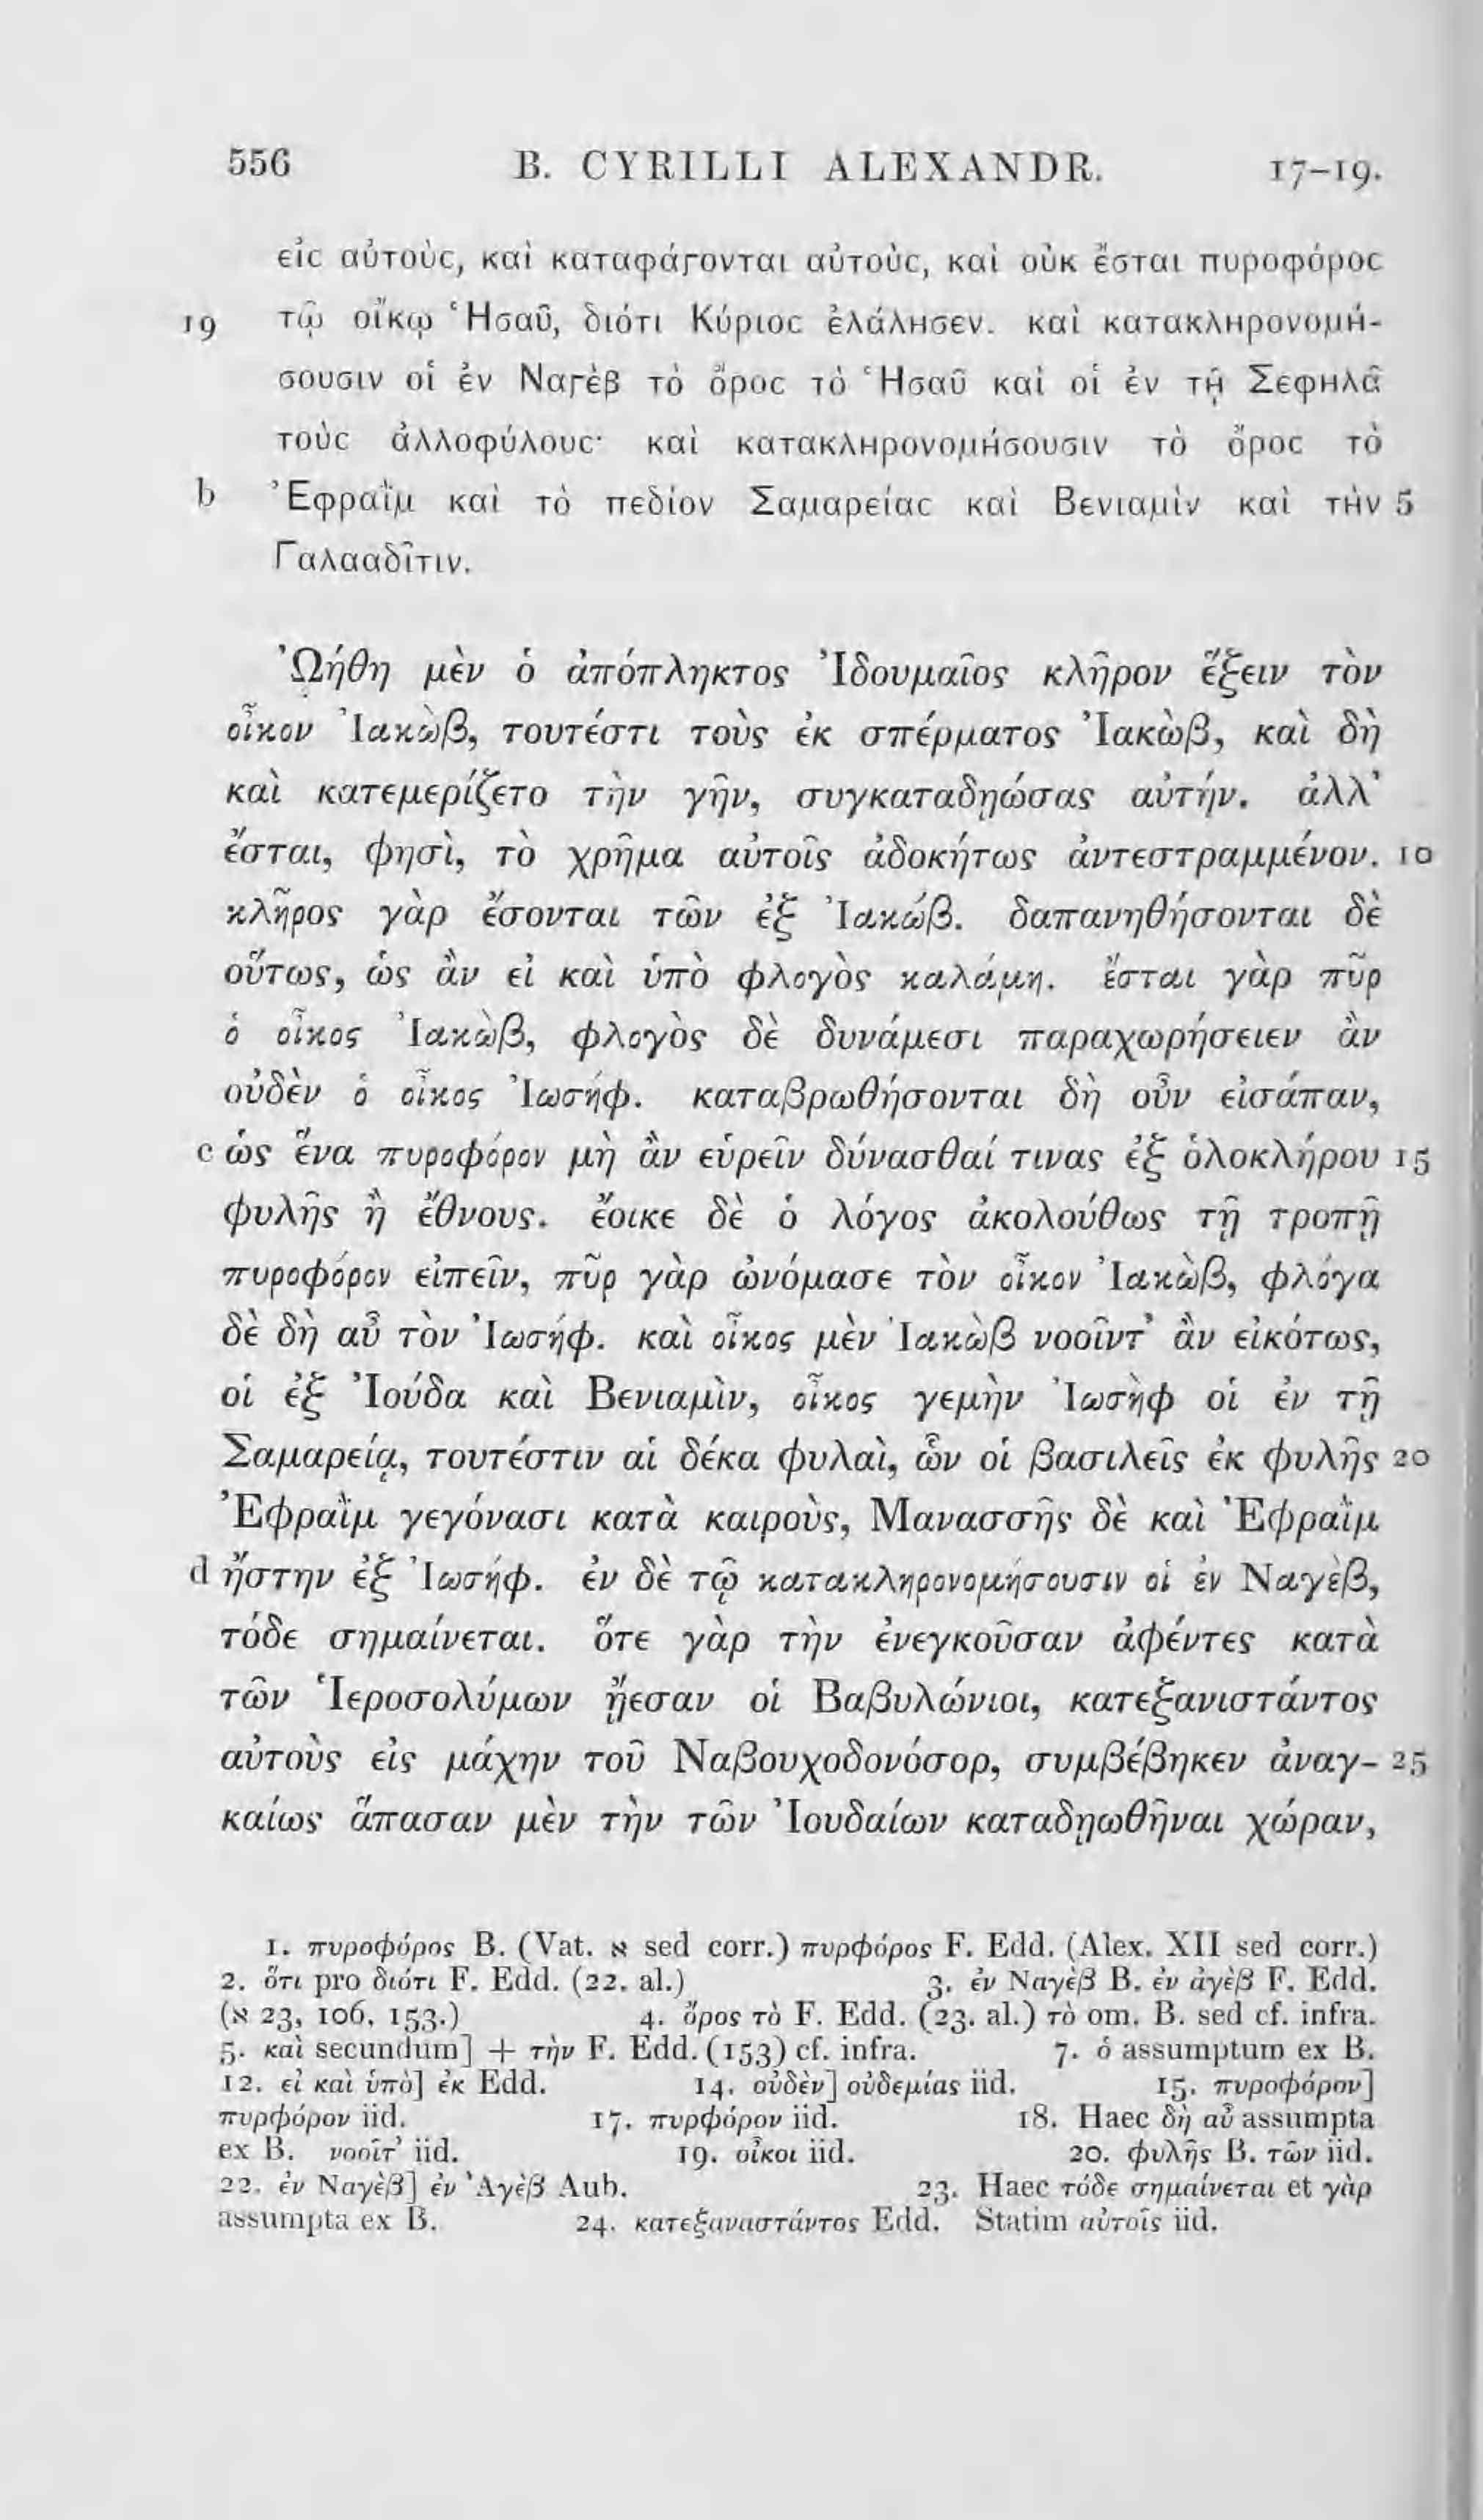 556 B. CYRILLI ALEXANDR. 17–19.
εἰς αὐτοὺς, καὶ καταφάγονται αὐτοὺς, καὶ οὐκ ἔσται πυροφόρος
19 τῷ οἴκῳ Ἡσαῦ, διότι Κύριος ἐλάλησεν. καὶ κατακληρονομή-
σουσιν οἱ ἐν Ναγὲβ τὸ ὄρος τὸ Ἡσαῦ καὶ οἱ ἐν τῇ Σεφηλᾶ
τοὺς ἀλλοφύλους· καὶ κατακληρονομήσουσιν τὸ ὄρος τὸ
b Ἐφραῒμ καὶ τὸ πεδίον Σαμαρείας καὶ Βενιαμὶν καὶ τὴν 5
Γαλααδῖτιν.
Ὠήθη μὲν ὁ ἀπόπληκτος Ἰδουμαῖος κλῆρον ἕξειν τὸν
οἶκον Ἰακὼβ, τουτέστι τοὺς ἐκ σπέρματος Ἰακὼβ, καὶ δὴ
καὶ κατεμερίζετο τὴν γῆν, συγκαταδῃώσας αὐτήν. ἀλλ’
ἔσται, φησὶ, τὸ χρῆμα αὐτοῖς ἀδοκήτως ἀντεστραμμένον. 10
κλῆρος γὰρ ἔσονται τῶν ἐξ Ἰακώβ. δαπανηθήσονται δὲ
οὕτως, ὡς ἂν εἰ καὶ ὑπὸ φλογὸς καλάμη. ἔσται γὰρ πῦρ
ὁ οἶκος Ἰακὼβ, φλογὸς δὲ δυνάμεσι παραχωρήσειεν ἂν
οὐδὲν ὁ οἶκος Ἰωσήφ. καταβρωθήσονται δὴ οὖν εἰσάπαν,
c ὡς ἕνα πυροφόρον μὴ ἂν εὑρεῖν δύνασθαί τινας ἐξ ὁλοκλήρου 15
φυλῆς ἢ ἔθνους. ἔοικε δὲ ὁ λόγος ἀκολούθως τῇ τροπῇ
πυροφόρον εἰπεῖν, πῦρ γὰρ ὠνόμασε τὸν οἶκον Ἰακὼβ, φλόγα
δὲ δὴ αὖ τὸν Ἰωσήφ. καὶ οἶκος μὲν Ἰακὼβ νοοῖντ’ ἂν εἰκότως,
οἱ ἐξ Ἰούδα καὶ Βενιαμὶν, οἶκος γεμὴν Ἰωσὴφ οἱ ἐν τῇ
Σαμαρείᾳ, τουτέστιν αἱ δέκα φυλαὶ, ὧν οἱ βασιλεῖς ἐκ φυλῆς 20
Ἐφραῒμ γεγόνασι κατὰ καιροὺς, Μανασσῆς δὲ καὶ Ἐφραῒμ
d ἤστην ἐξ Ἰωσήφ. ἐν δὲ τῷ κατακληρονομήσουσιν οἱ ἐν Ναγὲβ,
τόδε σημαίνεται. ὅτε γὰρ τὴν ἐνεγκοῦσαν ἀφέντες κατὰ
τῶν Ἱεροσολύμων ᾔεσαν οἱ Βαβυλώνιοι, κατεξανιστάντος
αὐτοὺς εἰς μάχην τοῦ Ναβουχοδονόσορ, συμβέβηκεν ἀναγ- 25
καίως ἅπασαν μὲν τὴν τῶν Ἰουδαίων καταδῃωθῆναι χώραν,
1. πυροφόρος B. (Vat. א sed corr.) πυρφόρος F. Edd. (Alex. XII sed corr.)
2. ὅτι pro διότι F. Edd. (22. al.) 3. ἐν Ναγὲβ B. ἐν ἀγὲβ F. Edd.
(א 23, 106, 153.) 4. ὄρος τὸ F. Edd. (23. al.) τὸ om. B. sed cf. infra.
5. καὶ secundum] + τὴν F. Edd. (153) cf. infra. 7. ὁ assumptum ex B.
12. εἰ καὶ ὑπὸ] ἐκ Edd. 14. οὐδὲν] οὐδεμίας iid. 15. πυροφόρον]
πυρφόρον iid. 17. πυρφόρον iid. 18. Haec δὴ αὖ assumpta
ex B. νοοῖτ’ iid. 19. οἶκοι iid. 20. φυλῆς B. τῶν iid.
22. ἐν Ναγὲβ] ἐν Ἀγὲβ Aub. 23. Haec τόδε σημαίνεται et γὰρ
assumpta ex B. 24. κατεξαναστάντος Edd. Statim αὐτοῖς iid.